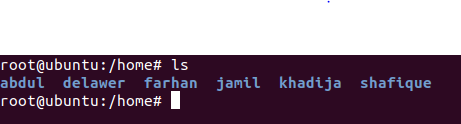 root@ubuntu:/home# ls
abdul  delawer  farhan  jamil  khadija  shafique
root@ubuntu:/home#